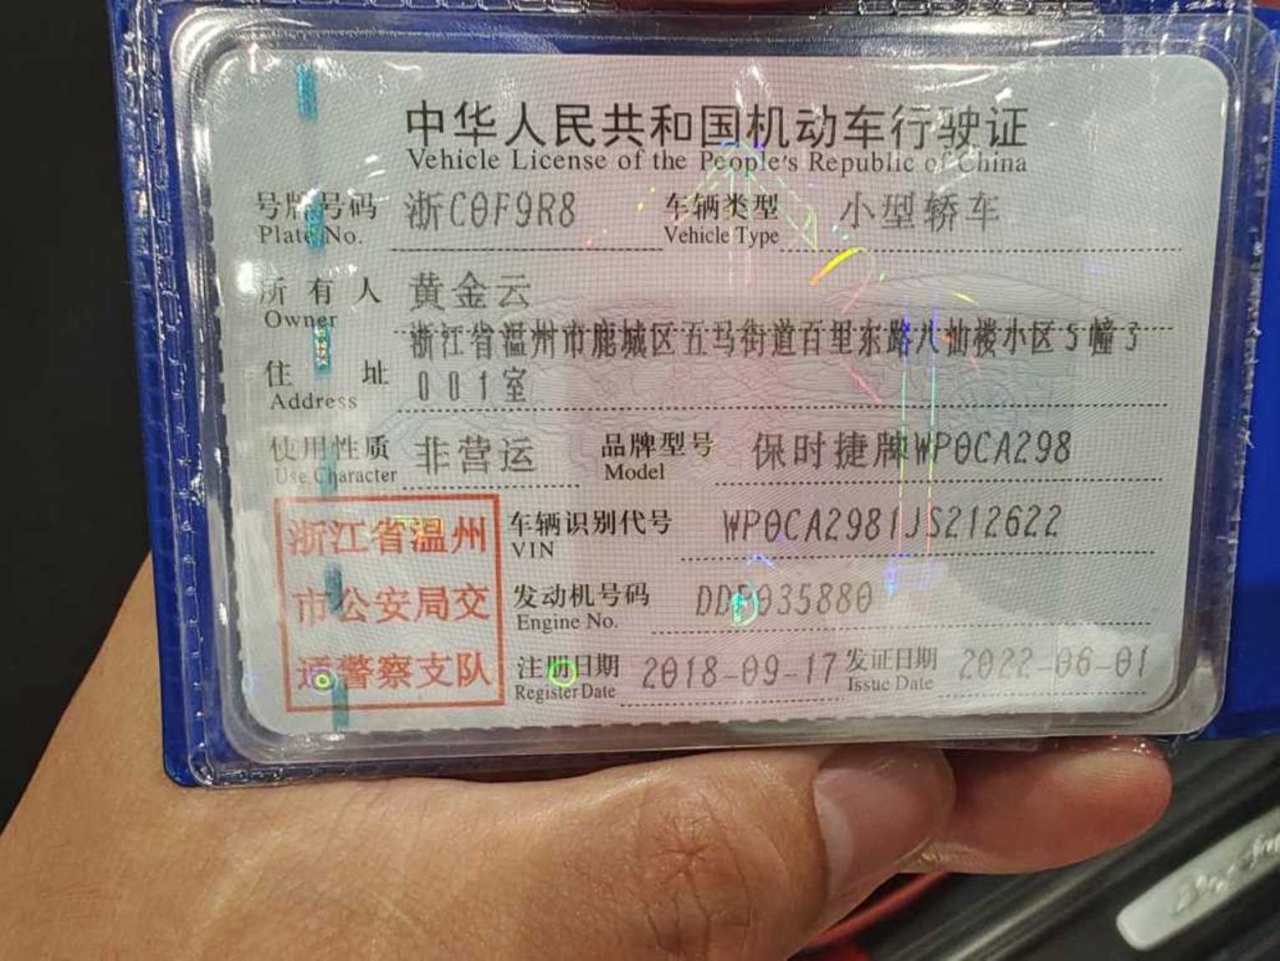 中华人民共和国机动车行驶证
Vehicle License of the People's Republic of China
号牌号码 浙C0F9R8 车辆类型 小型轿车
Plate No. Vehicle Type
所有人 黄金云
Owner
浙江省温州市鹿城区五马街道百里东路八仙楼小区5幢3
住址 001室
Address
使用性质 非营运 品牌型号 保时捷牌WP0CA298
Use Character Model
浙江省温州 车辆识别代号 WP0CA2981JS212622
VIN
市公安局交 发动机号码 DDP035880
Engine No.
通警察支队 注册日期 2018-09-17 发证日期 2022-06-01
Register Date Issue Date